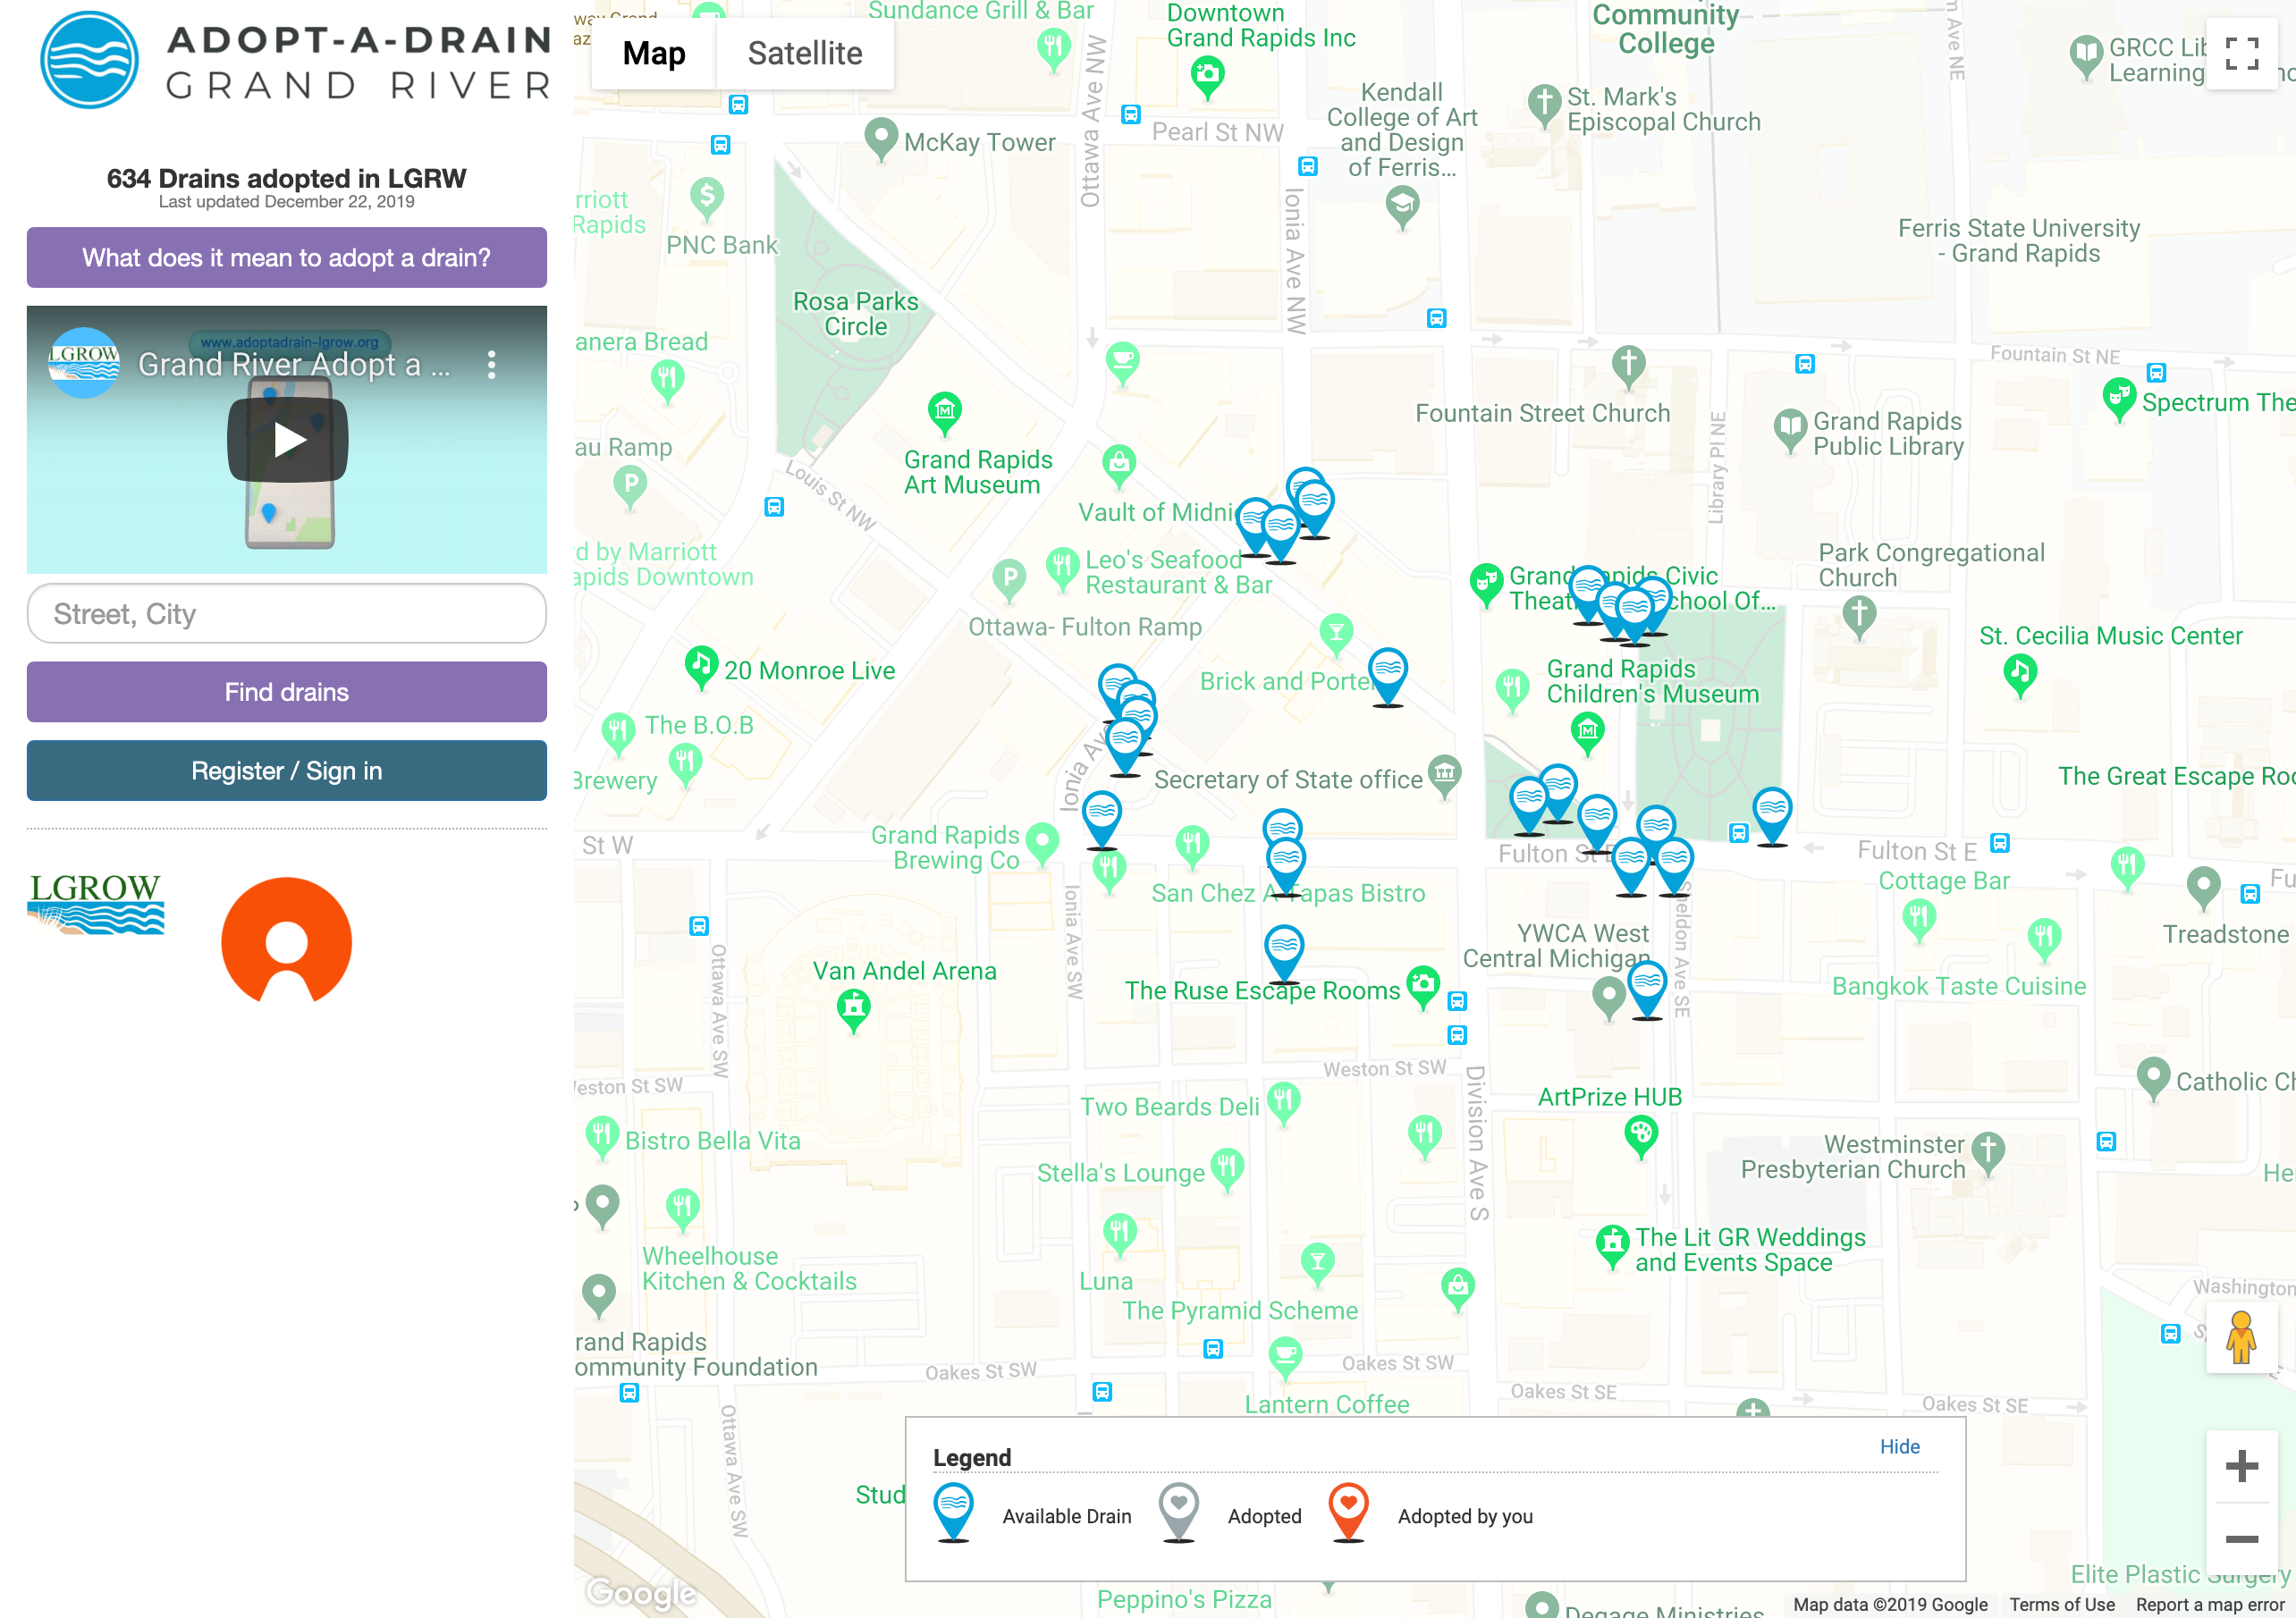 ADOPT-A-DRAIN
GRAND RIVER
634 Drains adopted in LGRW
Last updated December 22, 2019
What does it mean to adopt a drain?
www.adoptadrain-lgrow.org
LGROW
Grand River Adopt a ...
Street, City
Find drains
Register / Sign in
LGROW
Map
Satellite
Sundance Grill & Bar
Downtown
Grand Rapids Inc
Community
College
GRCC Lib
Learning
Ottawa Ave NW
Pearl St NW
McKay Tower
Kendall
College of Art
and Design
of Ferris...
St. Mark's
Episcopal Church
rriott
Rapids
PNC Bank
Ionia Ave NW
Ferris State University
- Grand Rapids
Rosa Parks
Circle
anera Bread
Fountain St NE
Fountain Street Church
Grand Rapids
Public Library
Spectrum The
au Ramp
Grand Rapids
Art Museum
Louis St NW
Vault of Midni
Library Pl NE
rd by Marriott
apids Downtown
Leo's Seafood
Restaurant & Bar
Grand Rapids Civic
Theat
chool Of...
Park Congregational
Church
Ottawa- Fulton Ramp
St. Cecilia Music Center
20 Monroe Live
Brick and Porte
Grand Rapids
Children's Museum
The B.O.B
Brewery
Ionia Av
Secretary of State office
The Great Escape Roo
St W
Grand Rapids
Brewing Co
Fulton St E
Fulton St E
Fu
Cottage Bar
San Chez A Tapas Bistro
Ionia Ave SW
Sheldon Ave SE
YWCA West
Central Michigan
Treadstone
Ottawa Ave SW
Van Andel Arena
The Ruse Escape Rooms
Bangkok Taste Cuisine
Weston St SW
Weston St SW
Division Ave S
ArtPrize HUB
Catholic Ch
Two Beards Deli
Bistro Bella Vita
Westminster
Presbyterian Church
Stella's Lounge
He
The Lit GR Weddings
and Events Space
Wheelhouse
Kitchen & Cocktails
Luna
The Pyramid Scheme
Washington
rand Rapids
ommunity Foundation
Oakes St SW
Oakes St SW
Oakes St SE
Oakes St SE
Lantern Coffee
Ottawa Ave SW
Stud
Legend
Hide
Available Drain
Adopted
Adopted by you
Elite Plastic Surgery
Google
Peppino's Pizza
Degage Ministries
Map data ©2019 Google
Terms of Use
Report a map error